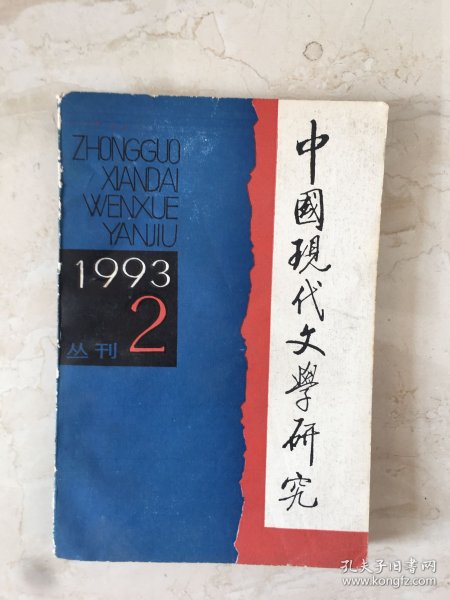 ZHONGGUO
XIANDAI
WENXUE
YANJIU
1993
丛刊 2
中國現代文學研究
孔夫子旧书网
www.kongfz.com